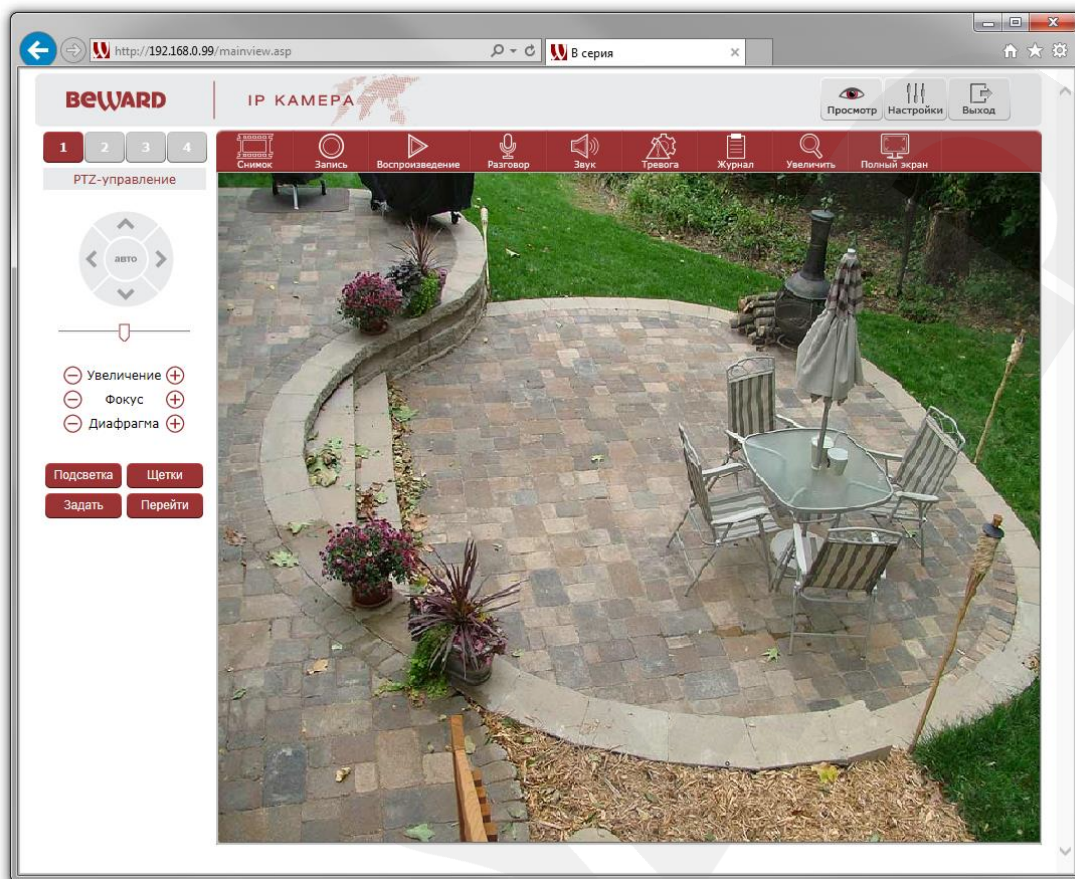 http://192.168.0.99/mainview.asp
В серия
BEWARD
IP КАМЕРА
Просмотр Настройки Выход
1 2 3 4
Снимок Запись Воспроизведение Разговор Звук Тревога Журнал Увеличить Полный экран
PTZ-управление
авто
Увеличение
Фокус
Диафрагма
Подсветка Щетки
Задать Перейти